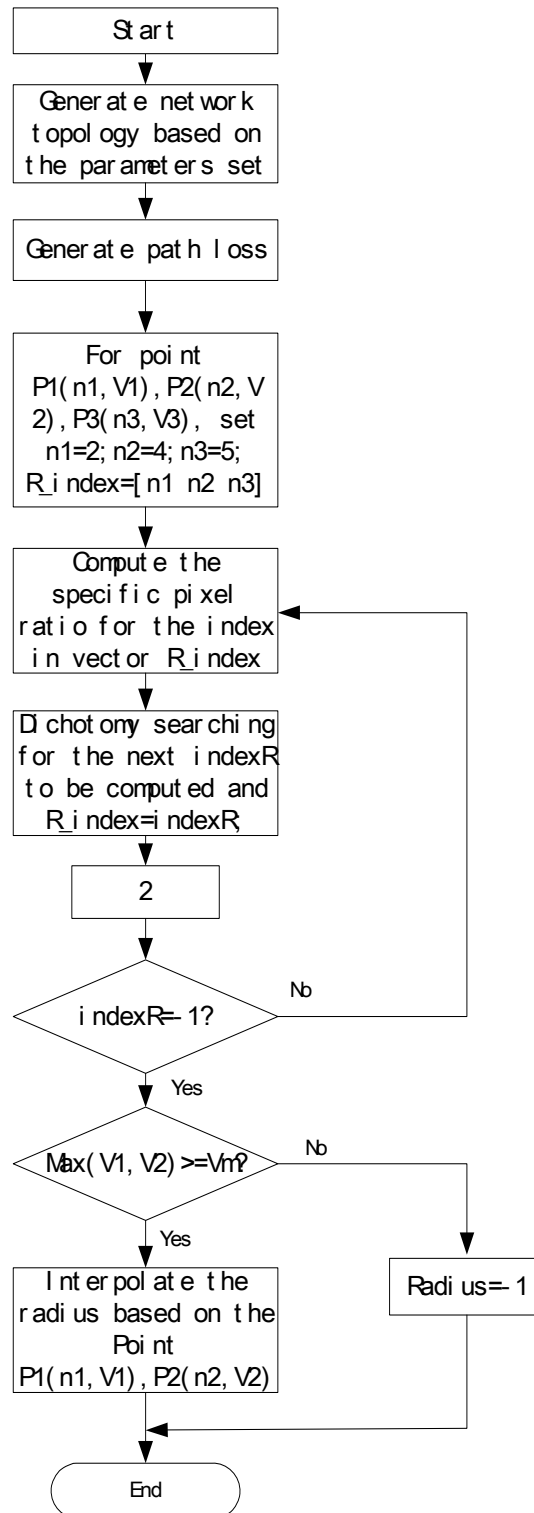 Start
Generate network
topology based on
the parameters set
Generate path loss
For point
P1(n1,V1),P2(n2,V
2),P3(n3,V3), set
n1=2;n2=4;n3=5;
R_index=[n1 n2 n3]
Compute the
specific pixel
ratio for the index
in vector R_index
Dichotomy searching
for the next indexR
to be computed and
R_index=indexR;
2
indexR=-1?
No
Yes
Max(V1,V2)>=Vm?
No
Yes
Interpolate the
radius based on the
Point
P1(n1,V1),P2(n2,V2)
Radius=-1
End